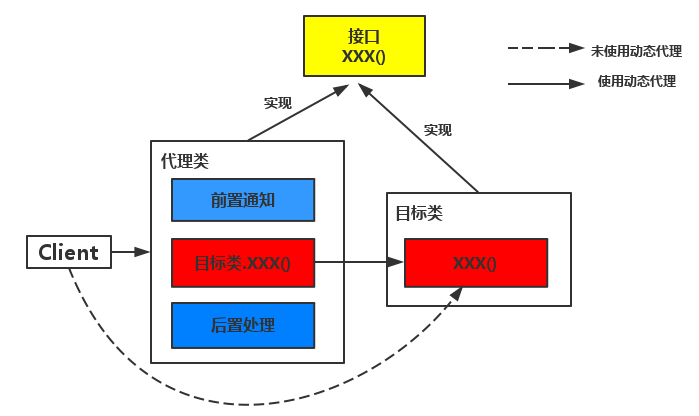 接口
XXX()
未使用动态代理
使用动态代理
实现
实现
代理类
前置通知
目标类
Client
目标类.XXX()
XXX()
后置处理